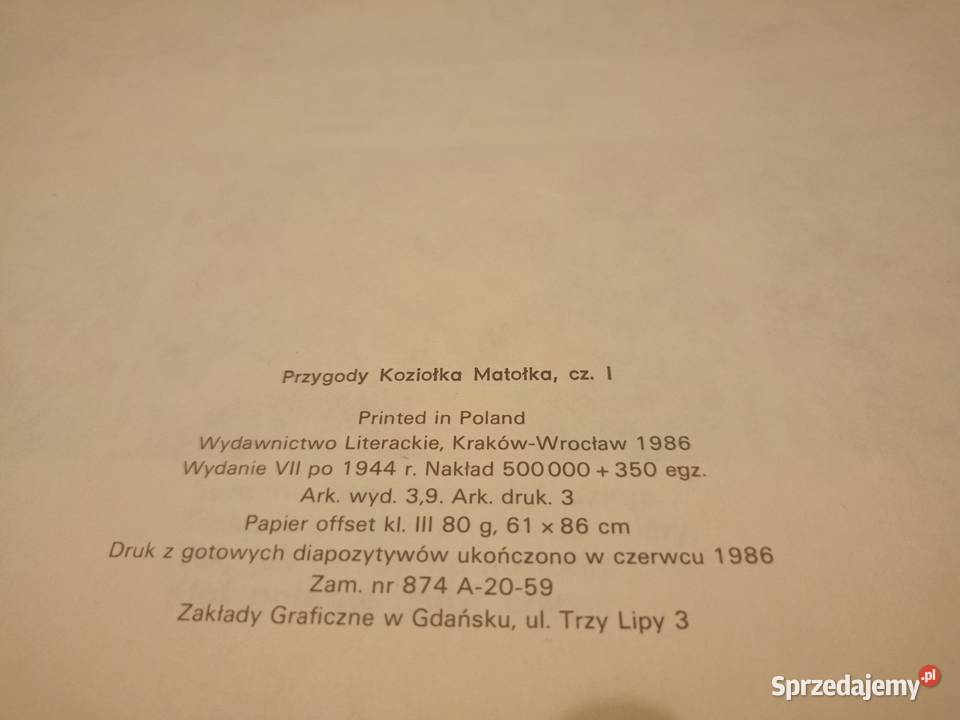 Przygody Koziołka Matołka, cz. I
Printed in Poland
Wydawnictwo Literackie, Kraków-Wrocław 1986
Wydanie VII po 1944 r. Nakład 500 000 + 350 egz.
Ark. wyd. 3,9. Ark. druk. 3
Papier offset kl. III 80 g, 61 × 86 cm
Druk z gotowych diapozytywów ukończono w czerwcu 1986
Zam. nr 874 A-20-59
Zakłady Graficzne w Gdańsku, ul. Trzy Lipy 3
Sprzedajemy.pl